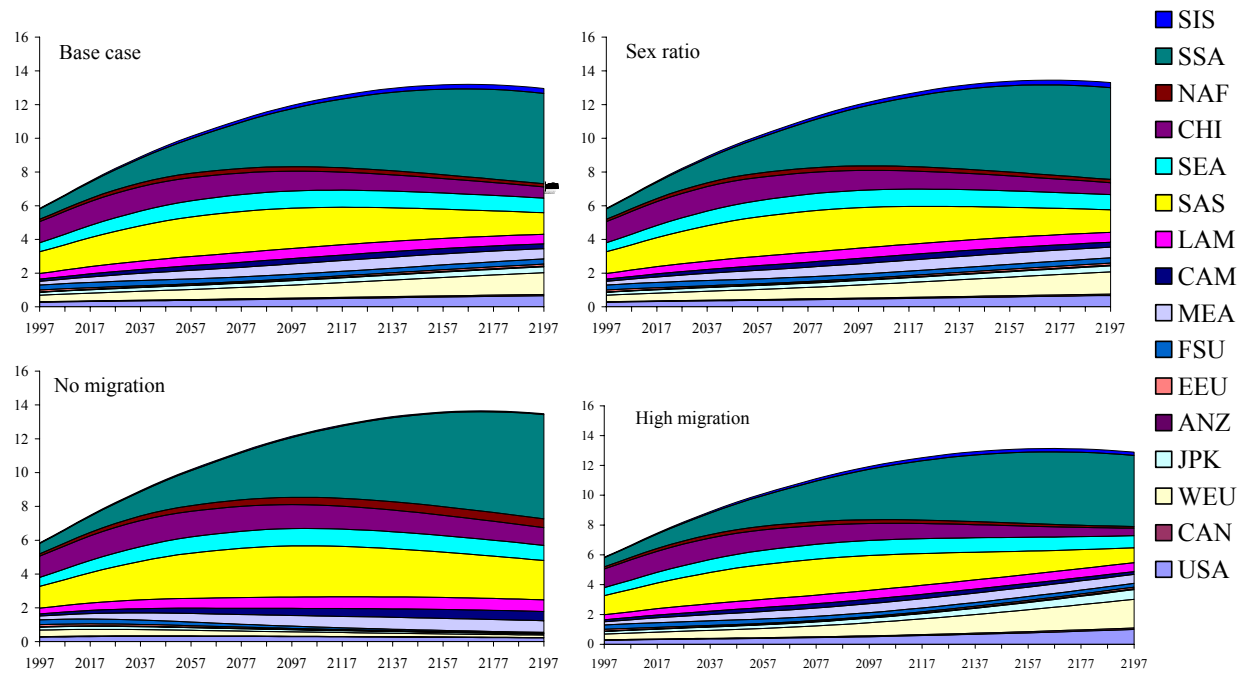 Base case
16
14
12
10
8
6
4
2
0
1997 2017 2037 2057 2077 2097 2117 2137 2157 2177 2197
Sex ratio
16
14
12
10
8
6
4
2
0
1997 2017 2037 2057 2077 2097 2117 2137 2157 2177 2197
No migration
16
14
12
10
8
6
4
2
0
1997 2017 2037 2057 2077 2097 2117 2137 2157 2177 2197
High migration
16
14
12
10
8
6
4
2
0
1997 2017 2037 2057 2077 2097 2117 2137 2157 2177 2197
SIS
SSA
NAF
CHI
SEA
SAS
LAM
CAM
MEA
FSU
EEU
ANZ
JPK
WEU
CAN
USA